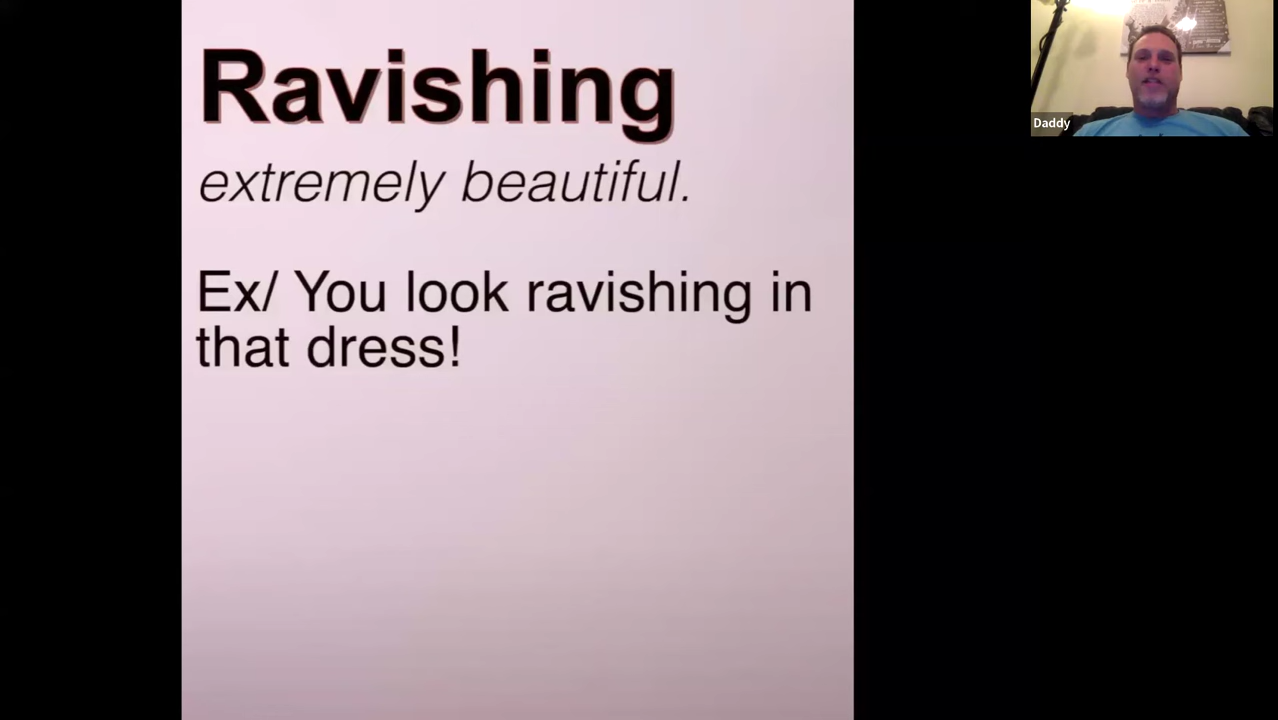 Ravishing
extremely beautiful.
Ex/ You look ravishing in
that dress!
Daddy